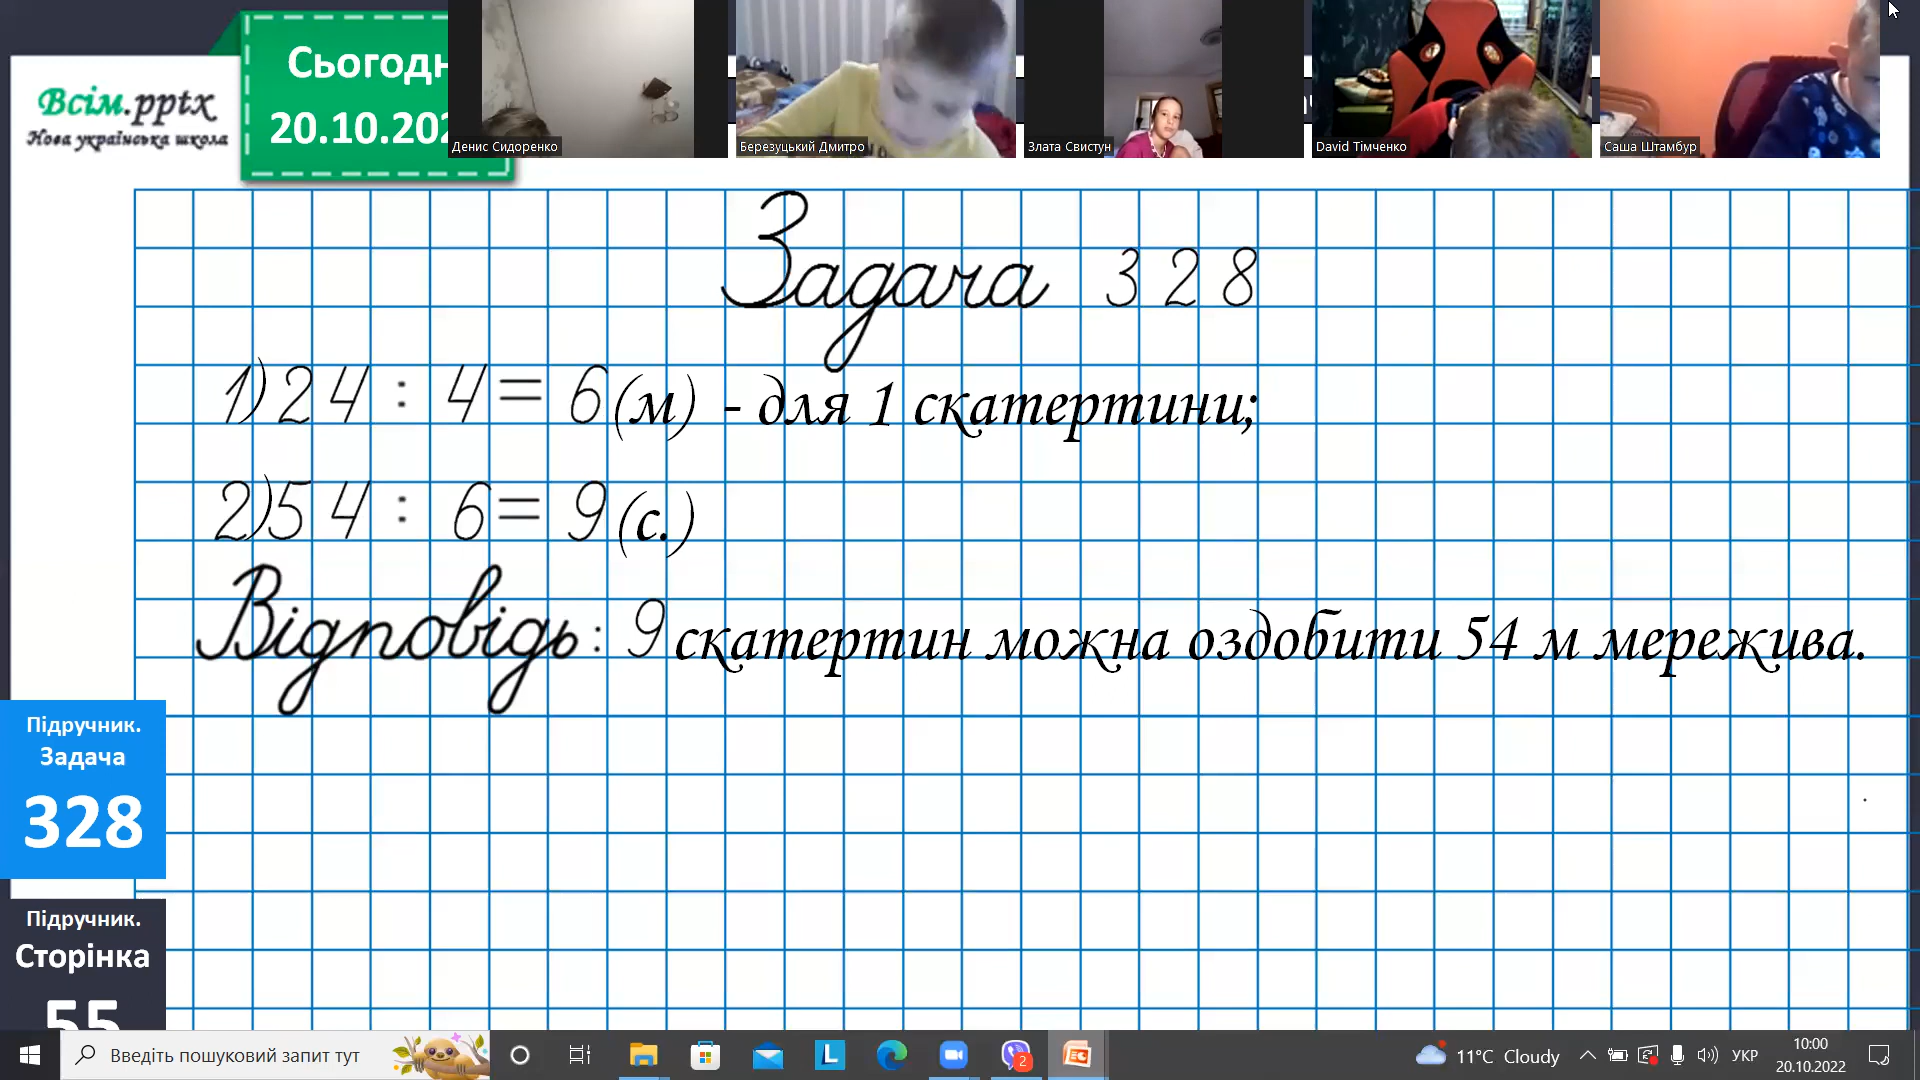 Всім.pptx
Нова українська школа
Сьогодн
20.10.202
Денис Сидоренко
Березуцький Дмитро
Злата Свистун
David Тімченко
Саша Штамбур
Задача 328
1) 24 : 4 = 6 (м) - для 1 скатертини;
2) 54 : 6 = 9 (с.)
Відповідь: 9 скатертин можна оздобити 54 м мережива.
Підручник.
Задача
328
Підручник.
Сторінка
55
Введіть пошуковий запит тут
L
2
11°C Cloudy
УКР
10:00
20.10.2022